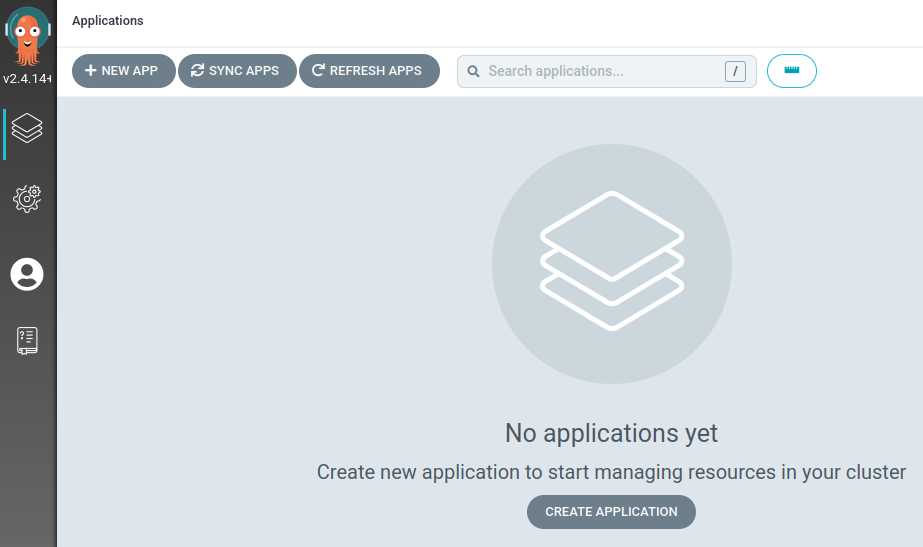 Applications
v2.4.14+
NEW APP SYNC APPS REFRESH APPS Search applications... /
No applications yet
Create new application to start managing resources in your cluster
CREATE APPLICATION